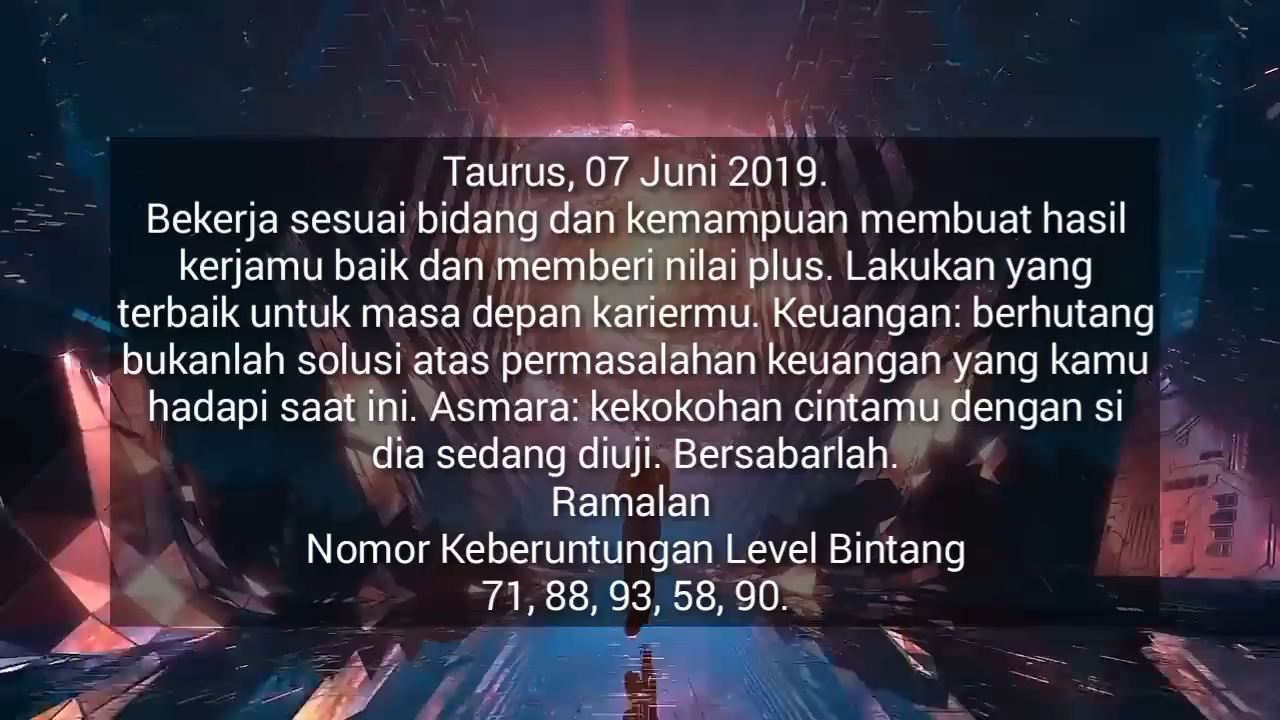 Taurus, 07 Juni 2019.
Bekerja sesuai bidang dan kemampuan membuat hasil
kerjamu baik dan memberi nilai plus. Lakukan yang
terbaik untuk masa depan kariermu. Keuangan: berhutang
bukanlah solusi atas permasalahan keuangan yang kamu
hadapi saat ini. Asmara: kekokohan cintamu dengan si
dia sedang diuji. Bersabarlah.
Ramalan
Nomor Keberuntungan Level Bintang
71, 88, 93, 58, 90.